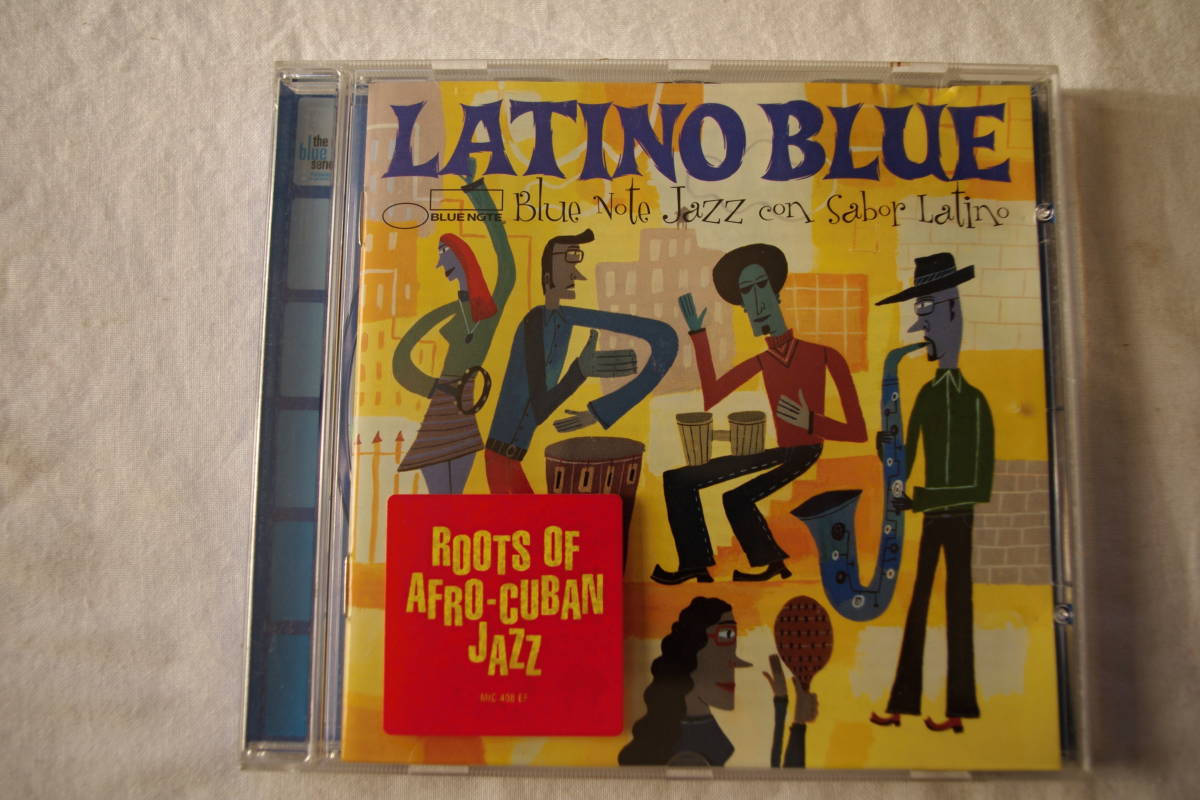 the
blue
LATINO BLUE
BLUE NOTE Blue Note Jazz con Sabor Latino
ROOTS OF
AFRO-CUBAN
JAZZ